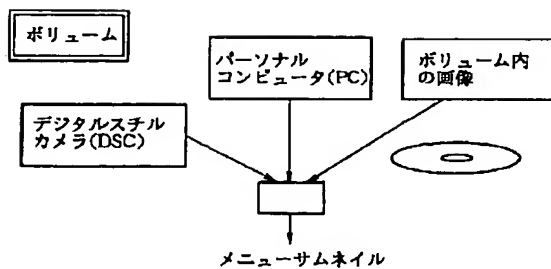 ボリューム
パーソナル
コンピュータ(PC)
ボリューム内
の画像
デジタルスチル
カメラ(DSC)
メニューサムネイル